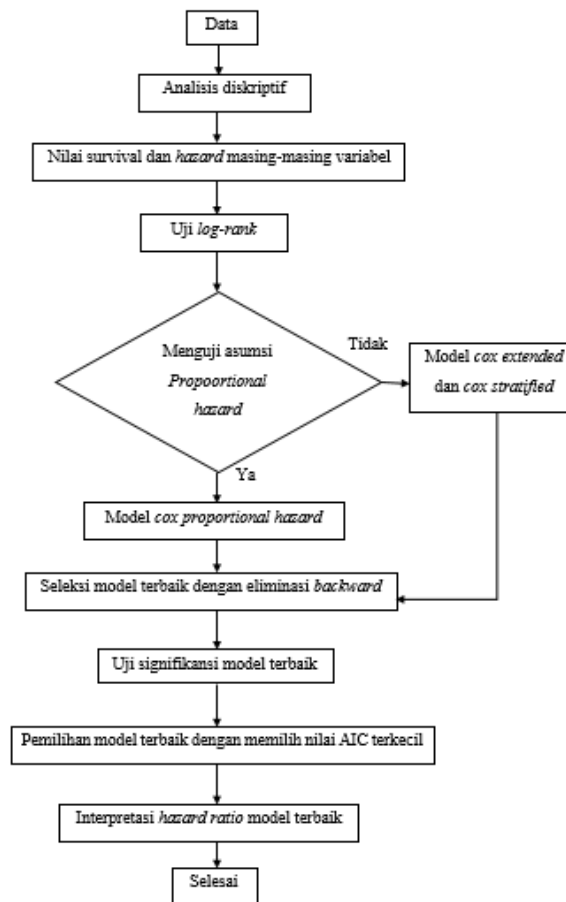 Data
Analisis diskriptif
Nilai survival dan hazard masing-masing variabel
Uji log-rank
Menguji asumsi
Propoortional
hazard
Tidak
Model cox extended
dan cox stratified
Ya
Model cox proportional hazard
Seleksi model terbaik dengan eliminasi backward
Uji signifikansi model terbaik
Pemilihan model terbaik dengan memilih nilai AIC terkecil
Interpretasi hazard ratio model terbaik
Selesai